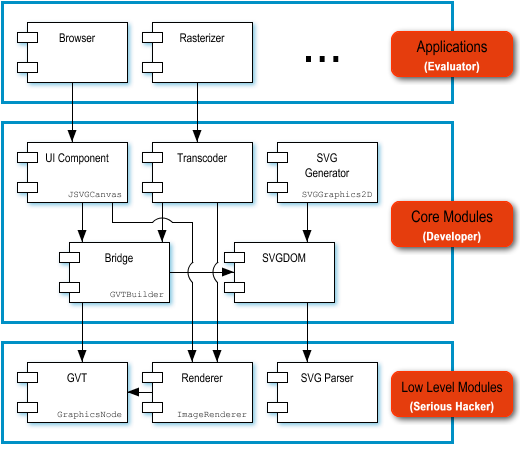 Browser
Rasterizer
...
Applications
(Evaluator)
UI Component
JSVGCanvas
Transcoder
SVG
Generator
SVGGraphics2D
Core Modules
(Developer)
Bridge
GVTBuilder
SVGDOM
GVT
GraphicsNode
Renderer
ImageRenderer
SVG Parser
Low Level Modules
(Serious Hacker)